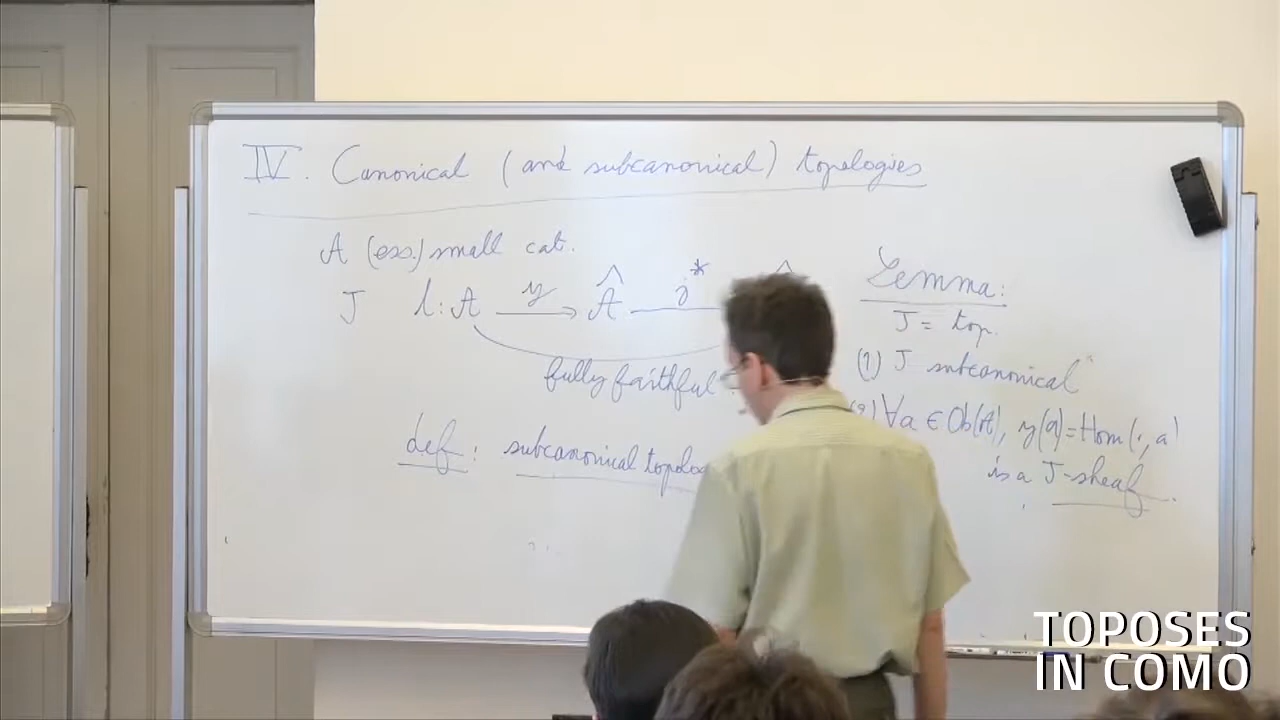 IV. Canonical (and subcanonical) topologies
A (ess.) small cat.
J l: A y Â j*
fully faithful
def: subcanonical topolog
Lemma:
J = top.
(1) J subcanonical
(2) ∀a ∈ Ob(A), y(a)=Hom(·, a)
is a J-sheaf.
TOPOSES
IN COMO